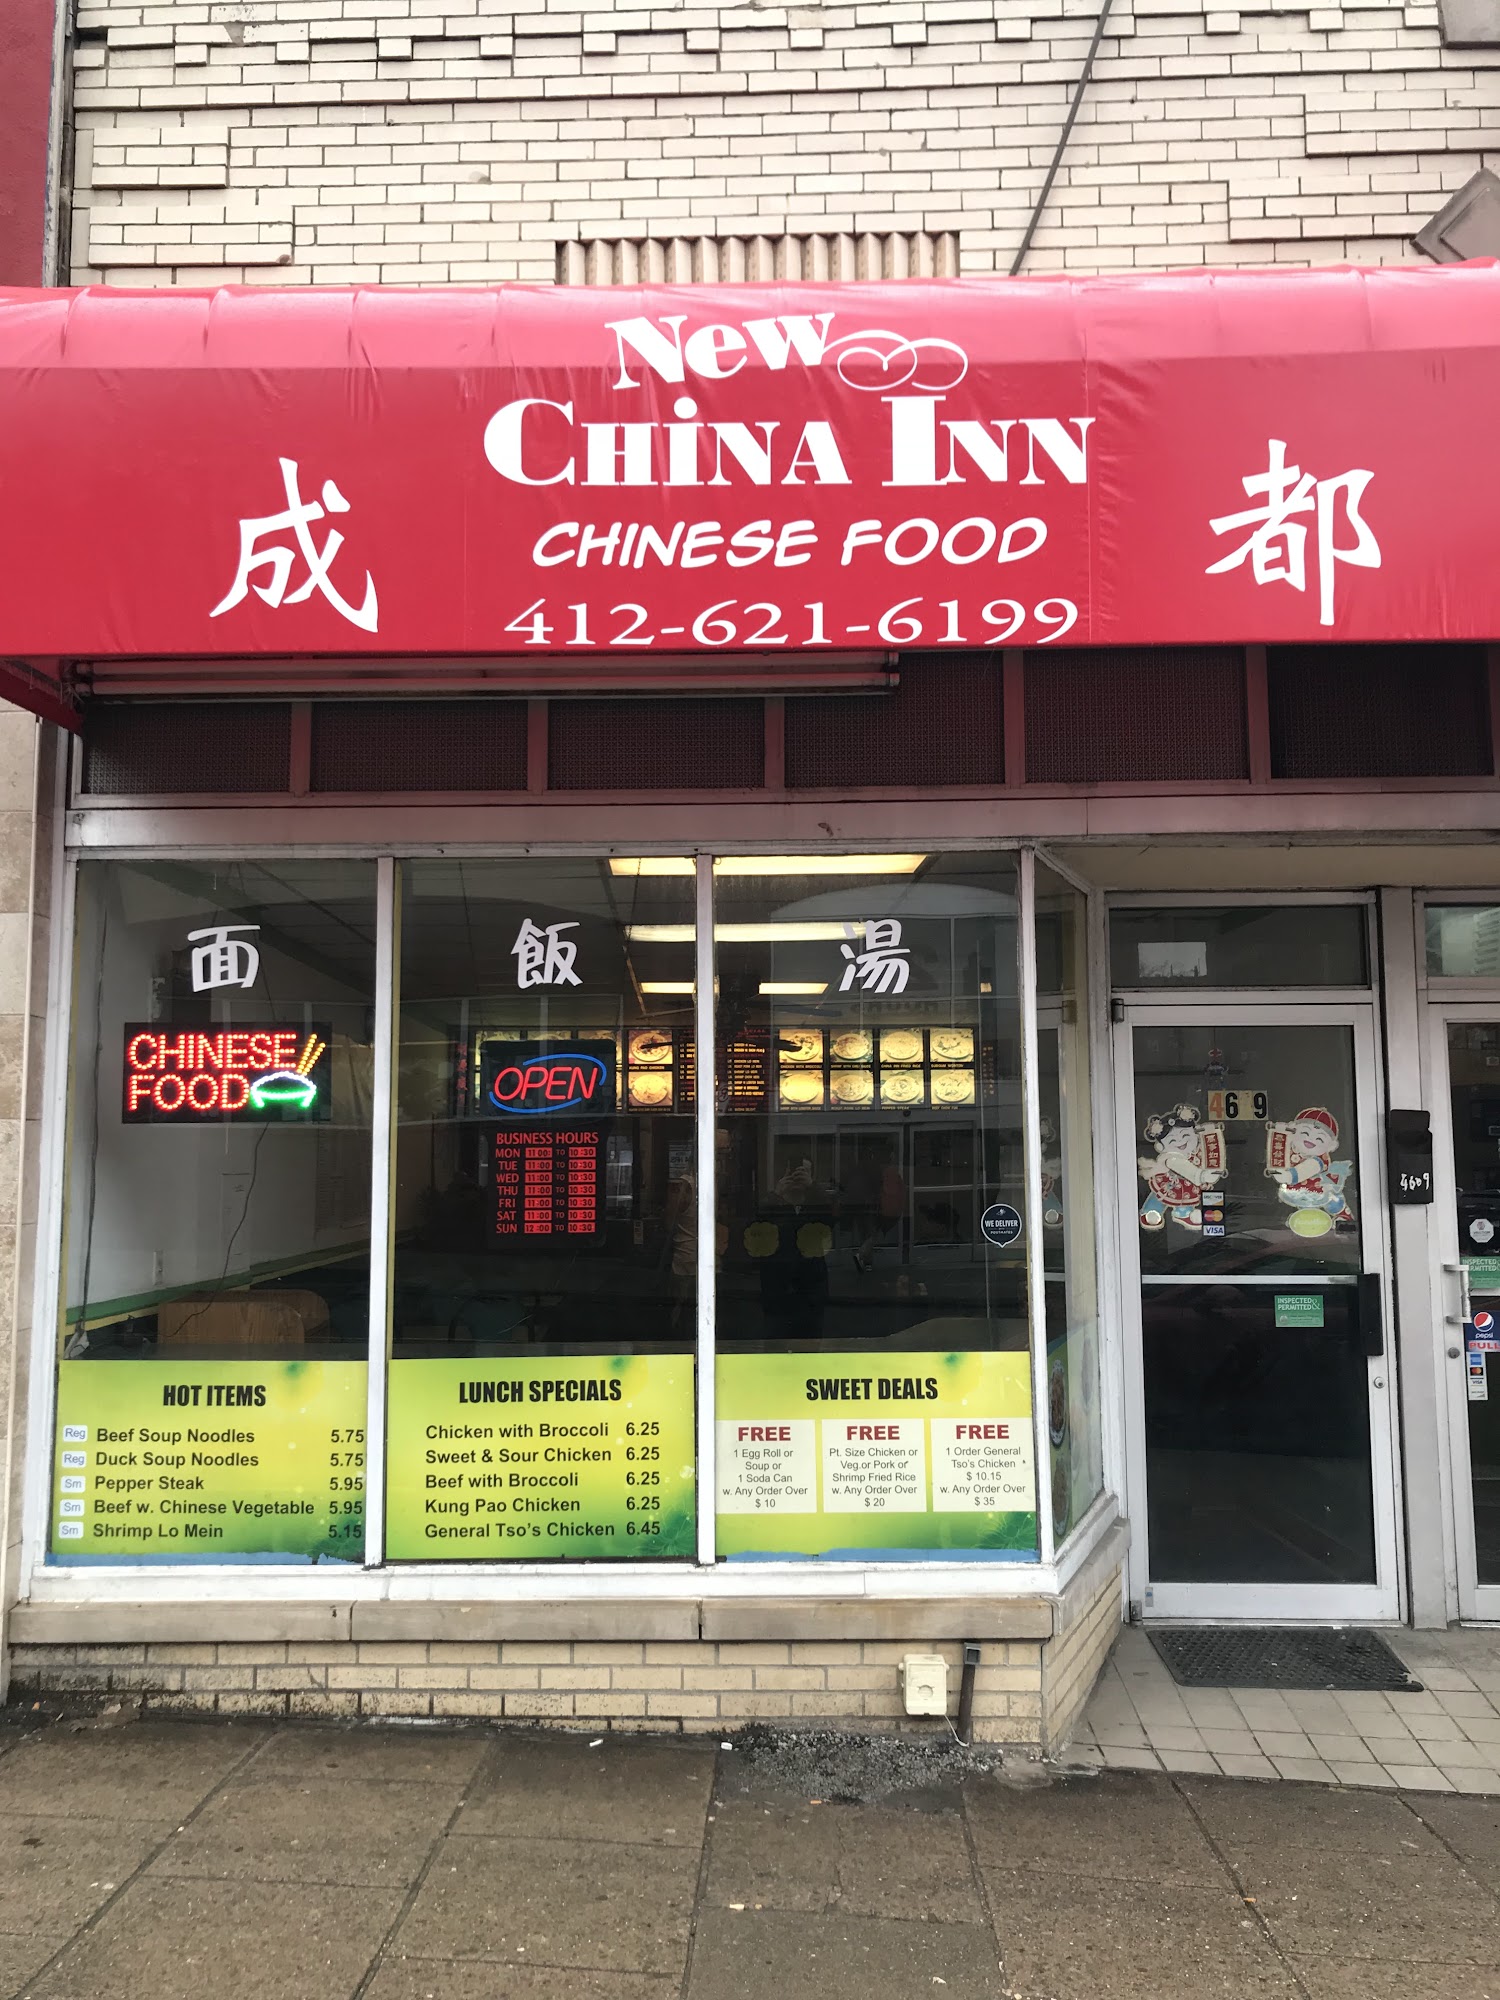 New
CHINA INN
CHINESE FOOD
412-621-6199
成 都
面 飯 湯
CHINESE
FOOD
OPEN
BUSINESS HOURS
MON 11:00 TO 10:30
TUE 11:00 TO 10:30
WED 11:00 TO 10:30
THU 11:00 TO 10:30
FRI 11:00 TO 10:30
SAT 11:00 TO 10:30
SUN 12:00 TO 10:30
WE DELIVER
POSTMATES
VISA
INSPECTED &
PERMITTED
4609
INSPECTED
pepsi
PULL
HOT ITEMS
Reg Beef Soup Noodles 5.75
Reg Duck Soup Noodles 5.75
Sm Pepper Steak 5.95
Sm Beef w. Chinese Vegetable 5.95
Sm Shrimp Lo Mein 5.15
LUNCH SPECIALS
Chicken with Broccoli 6.25
Sweet & Sour Chicken 6.25
Beef with Broccoli 6.25
Kung Pao Chicken 6.25
General Tso's Chicken 6.45
SWEET DEALS
FREE
1 Egg Roll or
Soup or
1 Soda Can
w. Any Order Over
$ 10
FREE
Pt. Size Chicken or
Veg.or Pork or
Shrimp Fried Rice
w. Any Order Over
$ 20
FREE
1 Order General
Tso's Chicken
$ 10.15
w. Any Order Over
$ 35